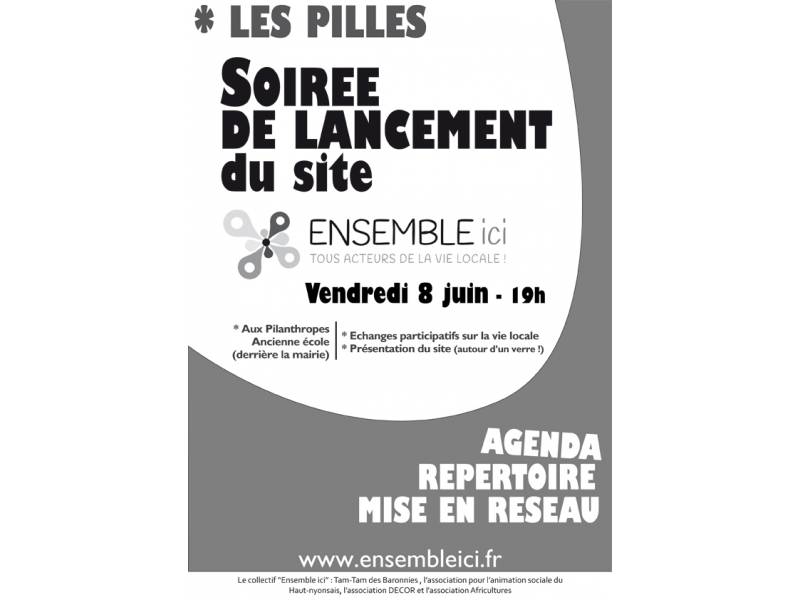 * LES PILLES
SOIREE
DE LANCEMENT
du site
ENSEMBLE ici
TOUS ACTEURS DE LA VIE LOCALE !
Vendredi 8 juin - 19h
* Aux Pilanthropes
Ancienne école
(derrière la mairie)
* Echanges participatifs sur la vie locale
* Présentation du site (autour d'un verre !)
AGENDA
REPERTOIRE
MISE EN RESEAU
www.ensembleici.fr
Le collectif "Ensemble ici" : Tam-Tam des Baronnies , l'association pour l'animation sociale du
Haut-nyonsais, l'association DECOR et l'association Africultures